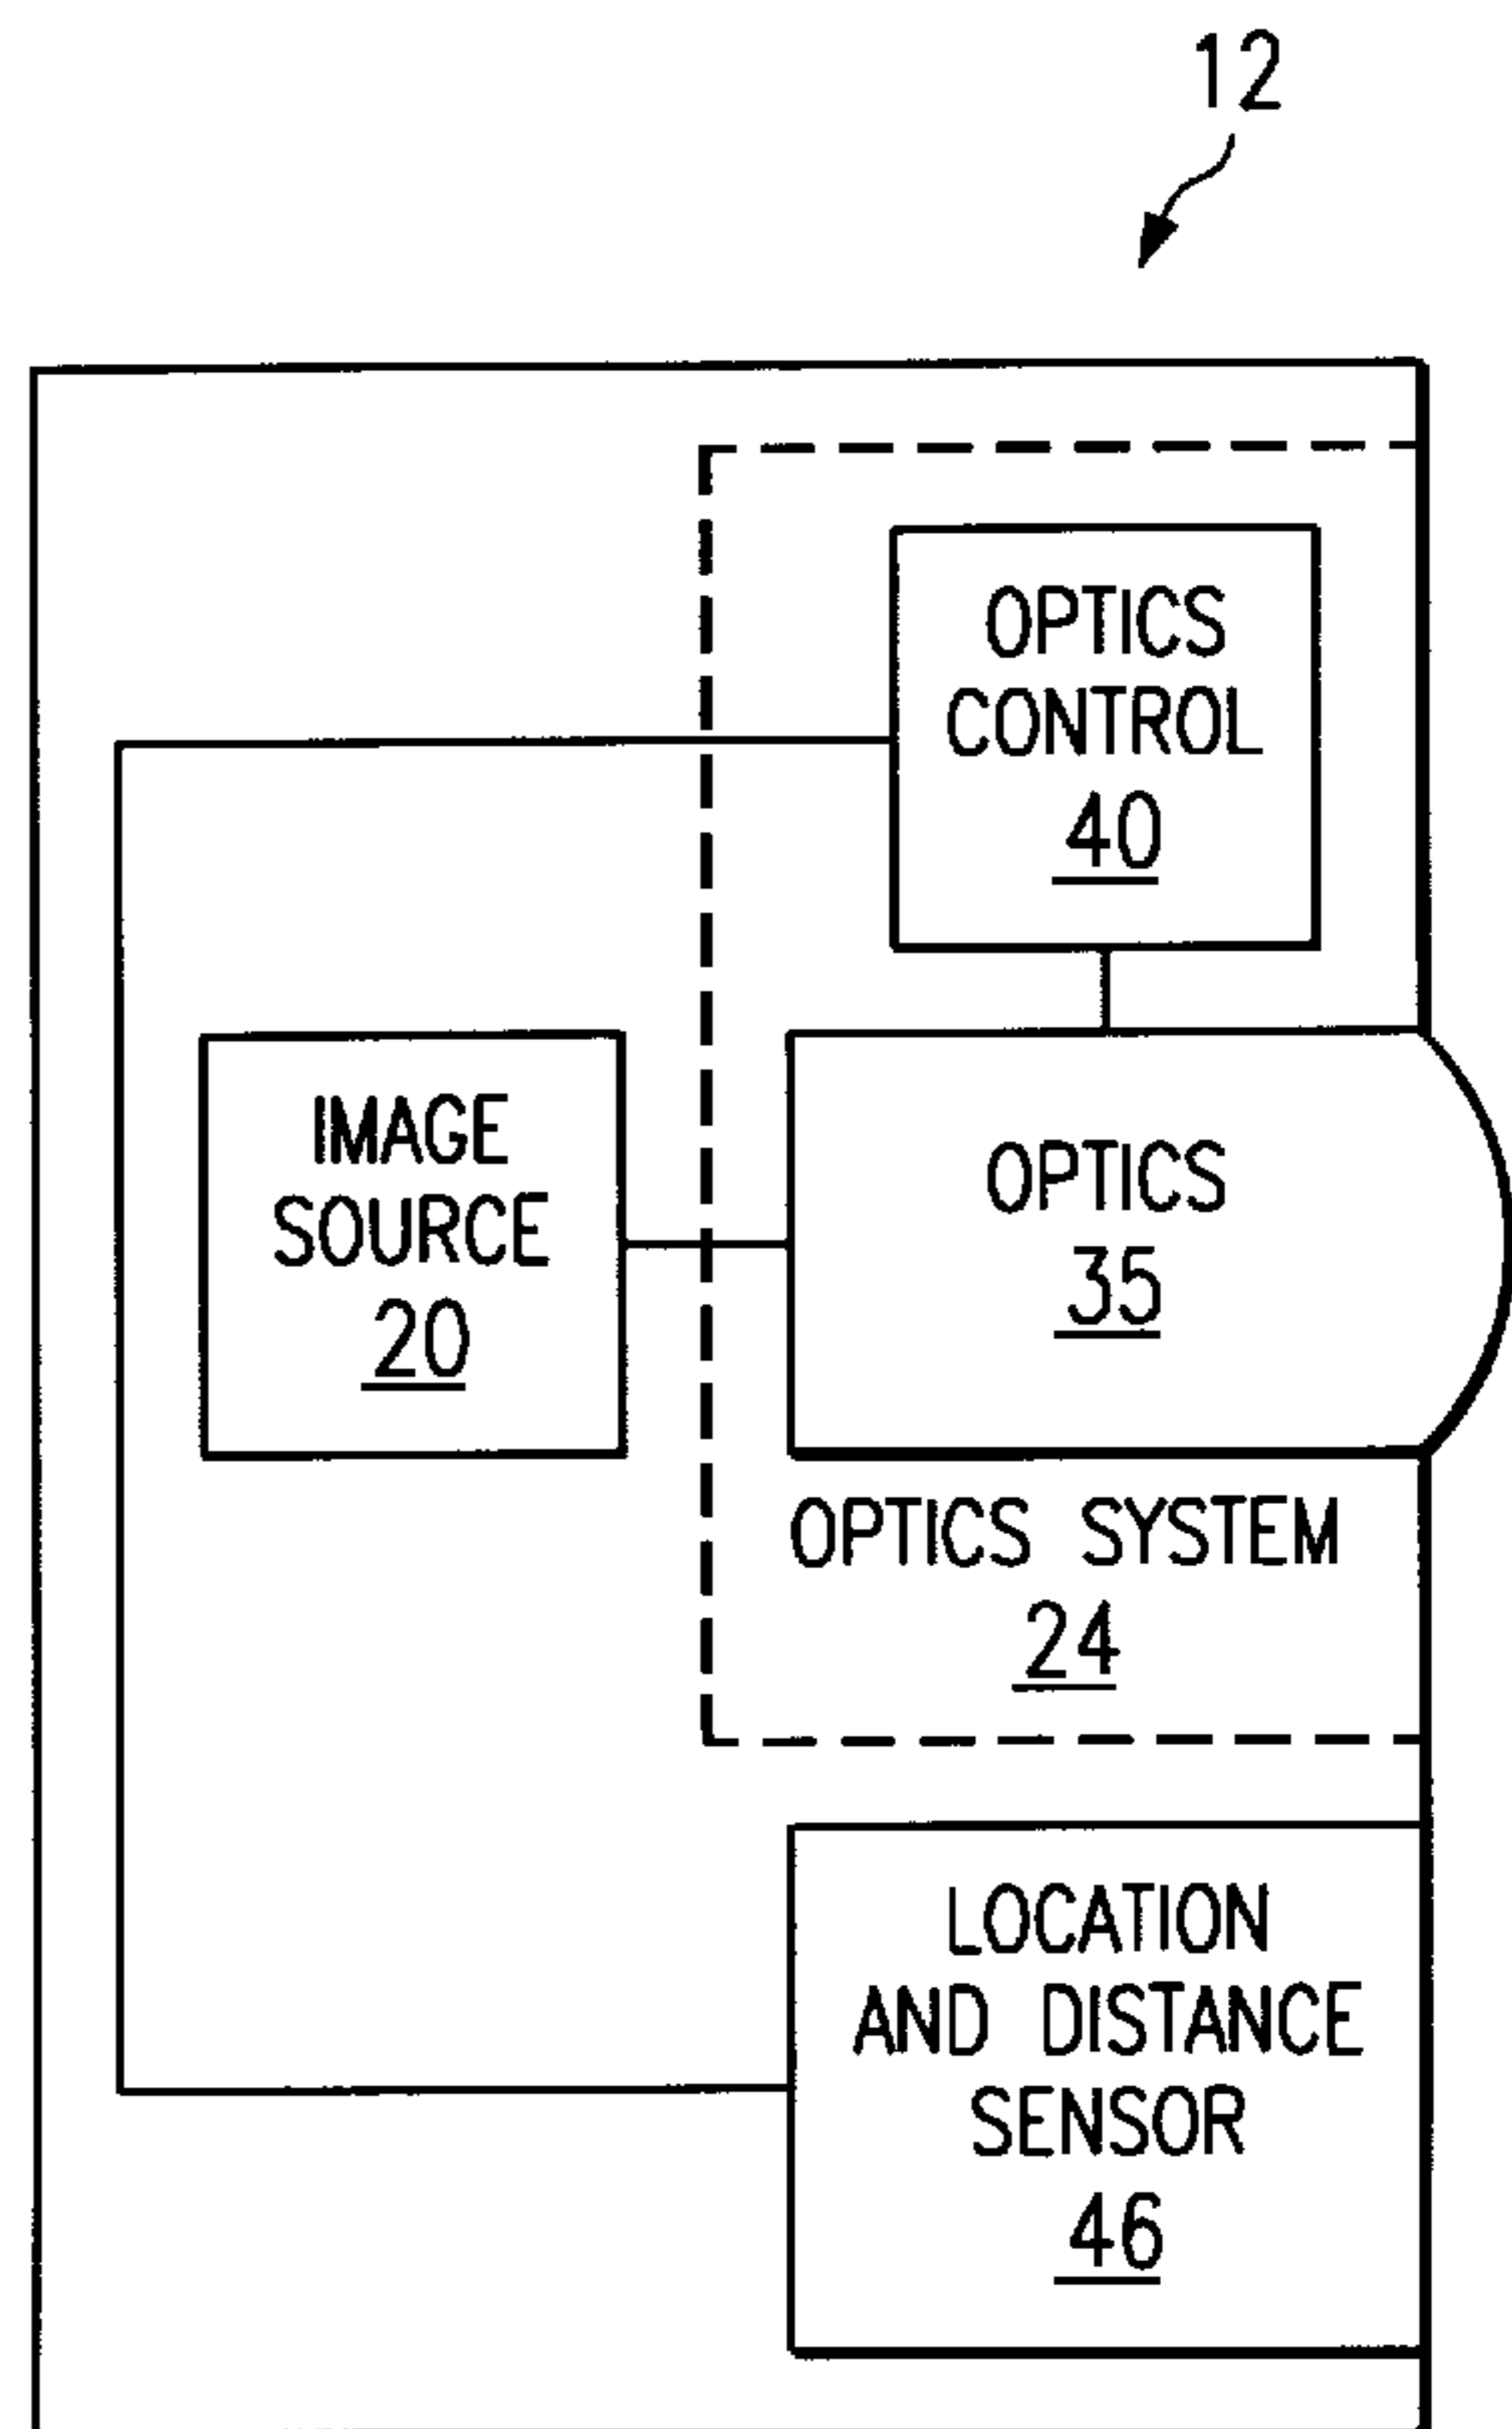 12
OPTICS
CONTROL
40
IMAGE
SOURCE
20
OPTICS
35
OPTICS SYSTEM
24
LOCATION
AND DISTANCE
SENSOR
46